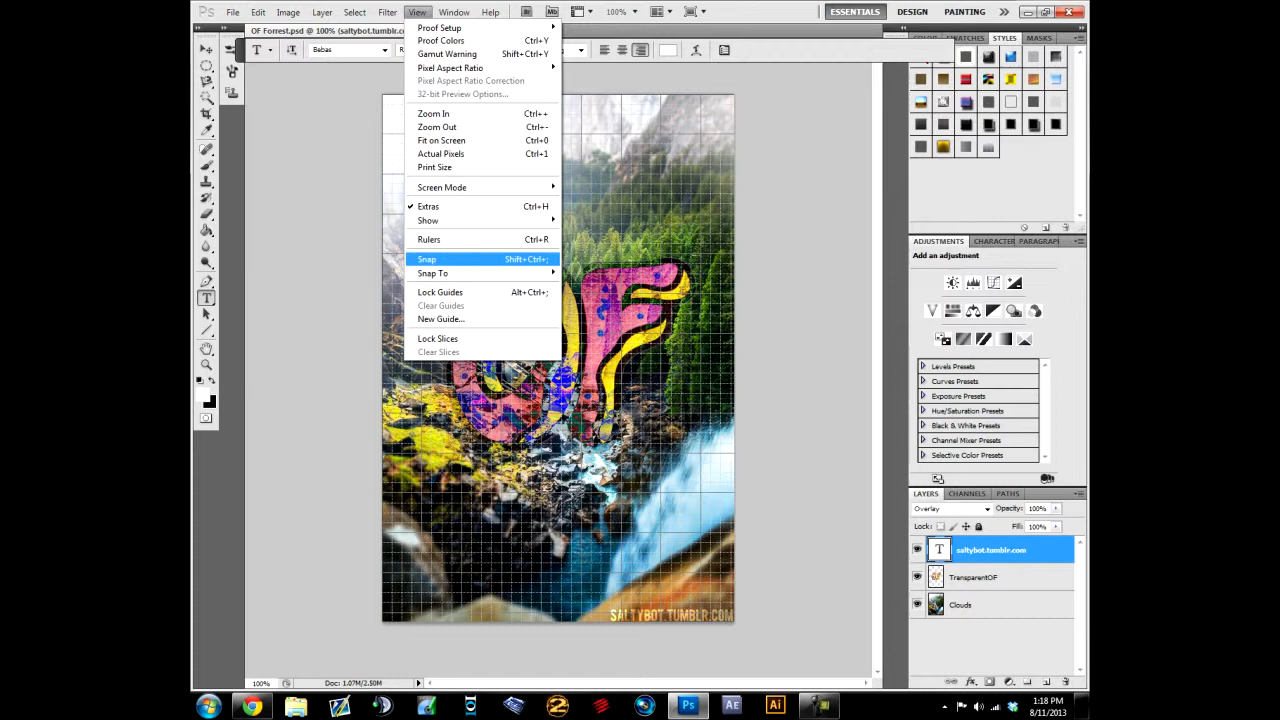 Ps File Edit Image Layer Select Filter View Window Help Br Mb 100% ESSENTIALS DESIGN PAINTING
OF Forrest.psd @ 100% (saltybot.tumblr.co
T Bebas
SWATCHES STYLES MASKS
Proof Setup
Proof Colors Ctrl+Y
Gamut Warning Shift+Ctrl+Y
Pixel Aspect Ratio
Pixel Aspect Ratio Correction
32-bit Preview Options...
Zoom In Ctrl++
Zoom Out Ctrl+-
Fit on Screen Ctrl+0
Actual Pixels Ctrl+1
Print Size
Screen Mode
Extras Ctrl+H
Show
Rulers Ctrl+R
Snap Shift+Ctrl+;
Snap To
Lock Guides Alt+Ctrl+;
Clear Guides
New Guide...
Lock Slices
Clear Slices
SALTYBOT.TUMBLR.COM
100% Doc: 1.07M/2.50M
ADJUSTMENTS CHARACTER PARAGRAPI
Add an adjustment
Levels Presets
Curves Presets
Exposure Presets
Hue/Saturation Presets
Black & White Presets
Channel Mixer Presets
Selective Color Presets
LAYERS CHANNELS PATHS
Overlay Opacity: 100%
Lock: Fill: 100%
T saltybot.tumblr.com
TransparentOF
Clouds
Ps Ae Ai
1:18 PM
8/11/2013